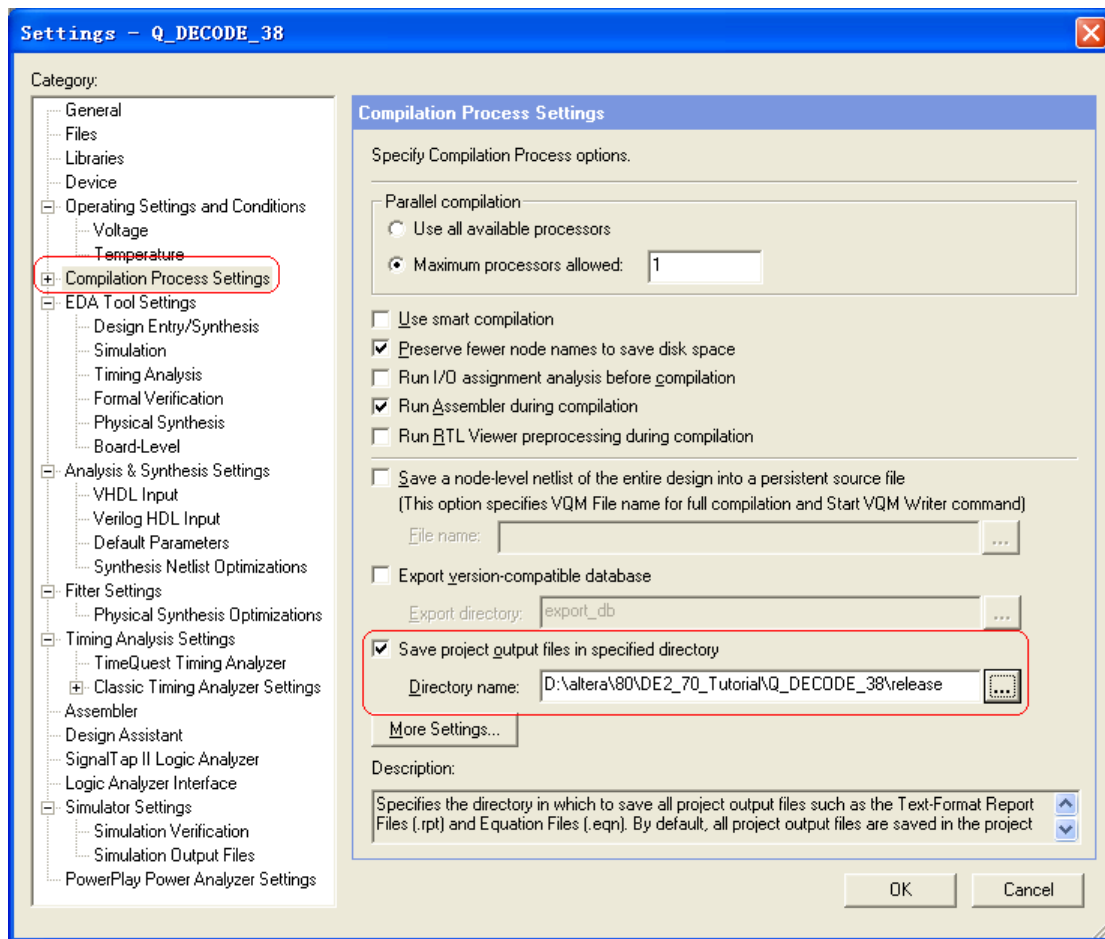 Settings - Q_DECODE_38
Category:
General
Files
Libraries
Device
Operating Settings and Conditions
Voltage
Temperature
Compilation Process Settings
EDA Tool Settings
Design Entry/Synthesis
Simulation
Timing Analysis
Formal Verification
Physical Synthesis
Board-Level
Analysis & Synthesis Settings
VHDL Input
Verilog HDL Input
Default Parameters
Synthesis Netlist Optimizations
Fitter Settings
Physical Synthesis Optimizations
Timing Analysis Settings
TimeQuest Timing Analyzer
Classic Timing Analyzer Settings
Assembler
Design Assistant
SignalTap II Logic Analyzer
Logic Analyzer Interface
Simulator Settings
Simulation Verification
Simulation Output Files
PowerPlay Power Analyzer Settings
Compilation Process Settings
Specify Compilation Process options.
Parallel compilation
Use all available processors
Maximum processors allowed: 1
Use smart compilation
Preserve fewer node names to save disk space
Run I/O assignment analysis before compilation
Run Assembler during compilation
Run RTL Viewer preprocessing during compilation
Save a node-level netlist of the entire design into a persistent source file
(This option specifies VQM File name for full compilation and Start VQM Writer command)
File name: ...
Export version-compatible database
Export directory: export_db ...
Save project output files in specified directory
Directory name: D:\altera\80\DE2_70_Tutorial\Q_DECODE_38\release ...
More Settings...
Description:
Specifies the directory in which to save all project output files such as the Text-Format Report
Files (.rpt) and Equation Files (.eqn). By default, all project output files are saved in the project
OK Cancel